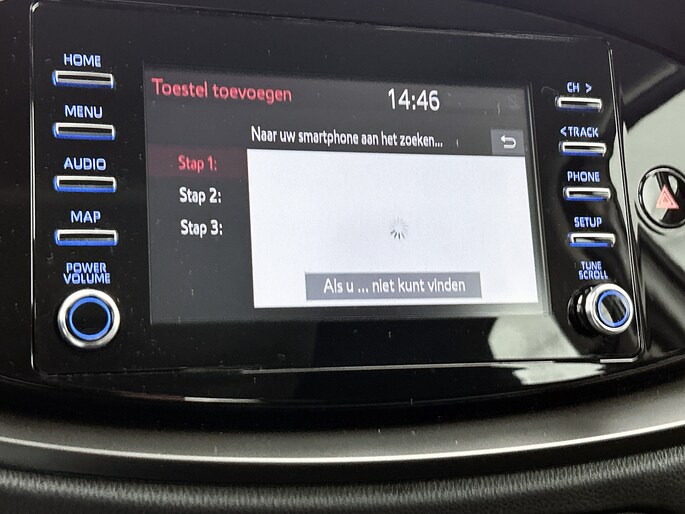 HOME
MENU
AUDIO
MAP
POWER
VOLUME
Toestel toevoegen
14:46
Naar uw smartphone aan het zoeken...
Stap 1:
Stap 2:
Stap 3:
Als u ... niet kunt vinden
CH >
< TRACK
PHONE
SETUP
TUNE
SCROLL